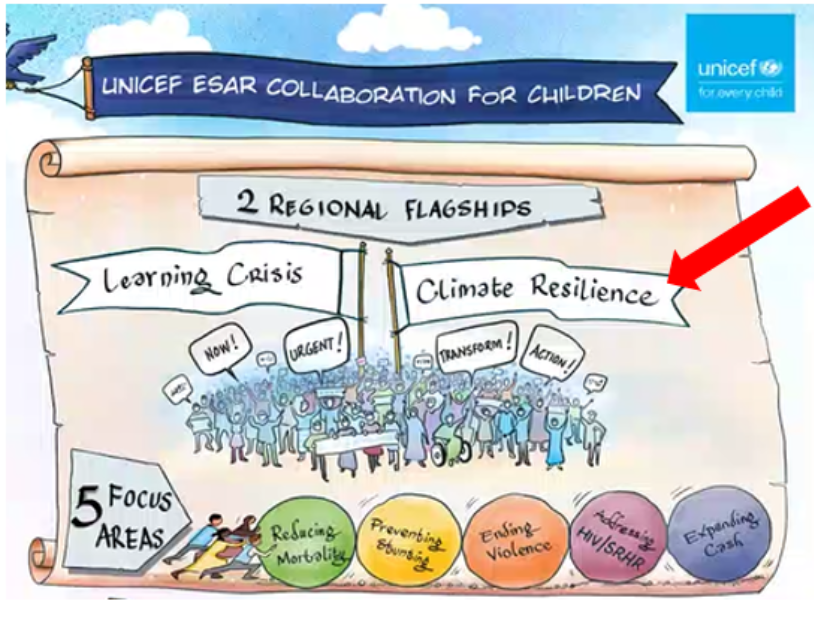 UNICEF ESAR COLLABORATION FOR CHILDREN
unicef
for every child
2 REGIONAL FLAGSHIPS
Learning Crisis
Climate Resilience
NOW!
URGENT!
TRANSFORM!
ACTION!
5 FOCUS
AREAS
Reducing
Mortality
Preventing
Stunting
Ending
Violence
Addressing
HIV/SRHR
Expanding
Cash